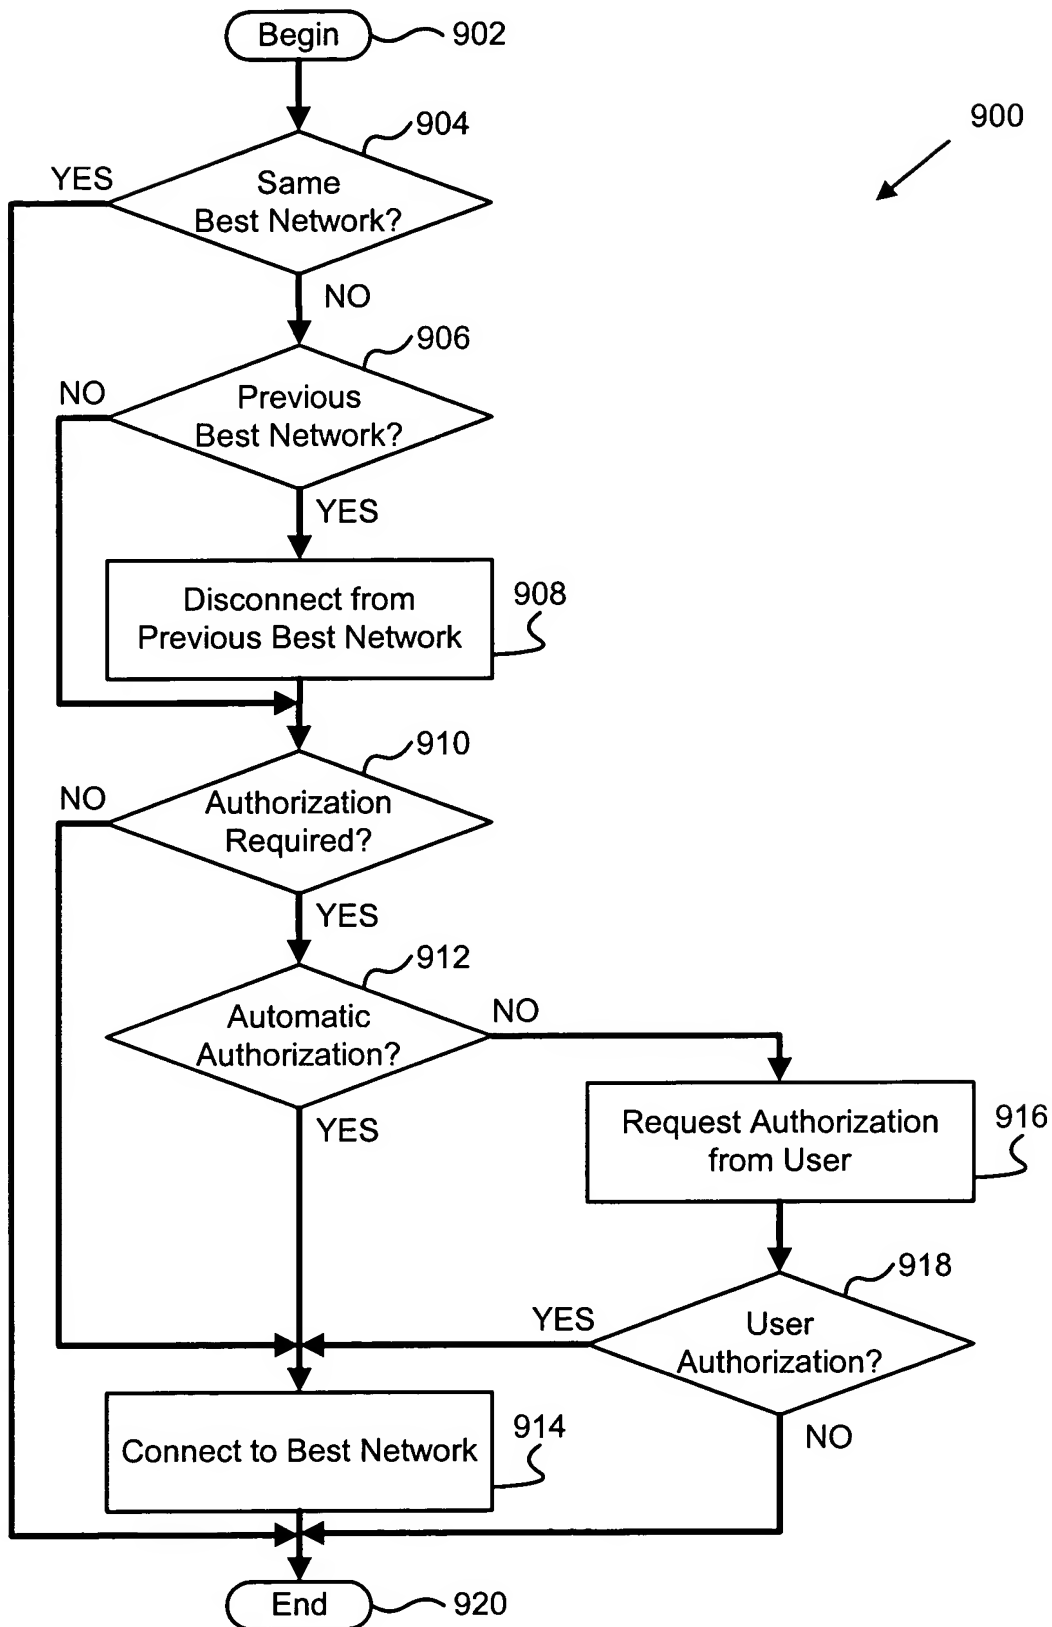 Begin
902
900
904
YES
Same
Best Network?
NO
906
NO
Previous
Best Network?
YES
Disconnect from
Previous Best Network
908
910
NO
Authorization
Required?
YES
912
Automatic
Authorization?
NO
YES
Request Authorization
from User
916
918
YES
User
Authorization?
NO
Connect to Best Network
914
End
920